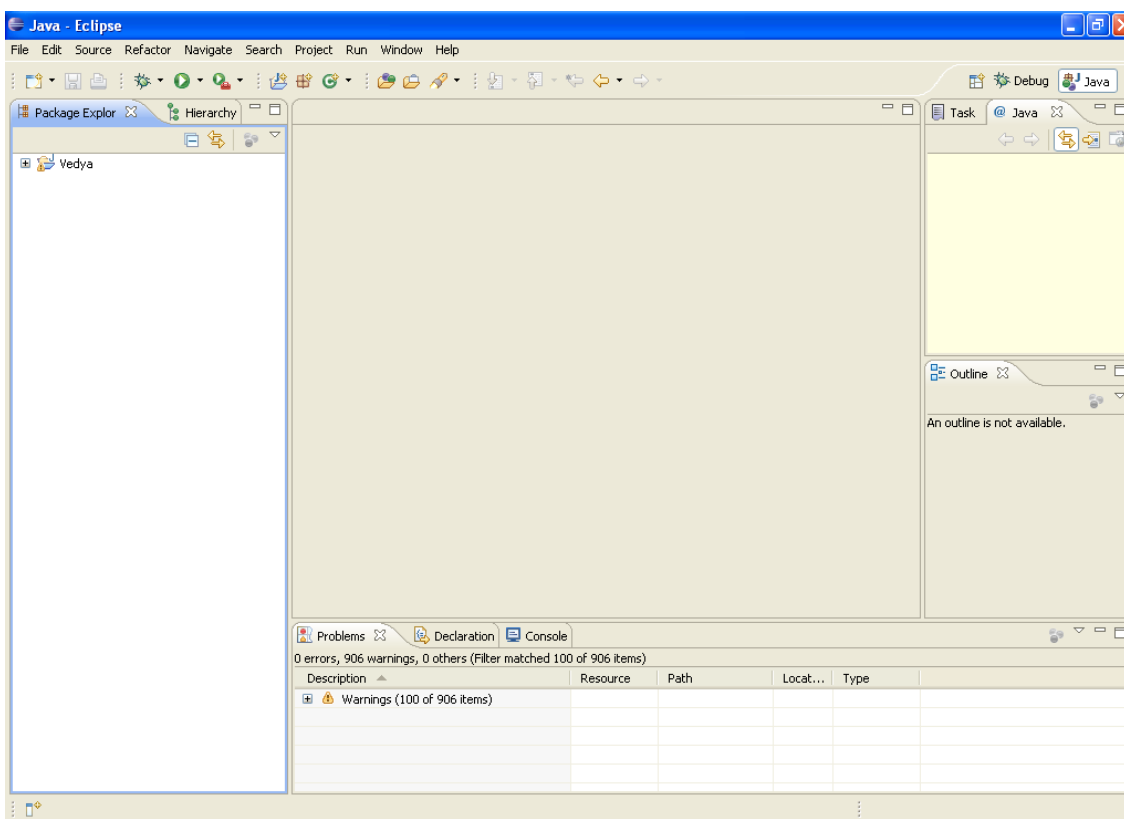 Java - Eclipse
File Edit Source Refactor Navigate Search Project Run Window Help
Debug Java
Package Explor Hierarchy
Task @ Java
Vedya
Outline
An outline is not available.
Problems Declaration Console
0 errors, 906 warnings, 0 others (Filter matched 100 of 906 items)
Description Resource Path Locat... Type
Warnings (100 of 906 items)